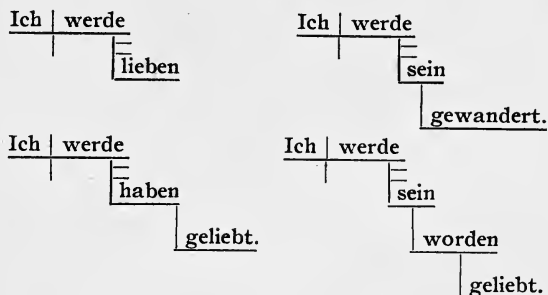 Ich werde
lieben
Ich werde
sein
gewandert.
Ich werde
haben
geliebt.
Ich werde
sein
worden
geliebt.